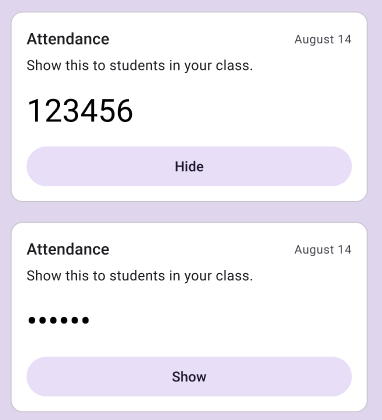 Attendance August 14
Show this to students in your class.
123456
Hide
Attendance August 14
Show this to students in your class.
••••••
Show